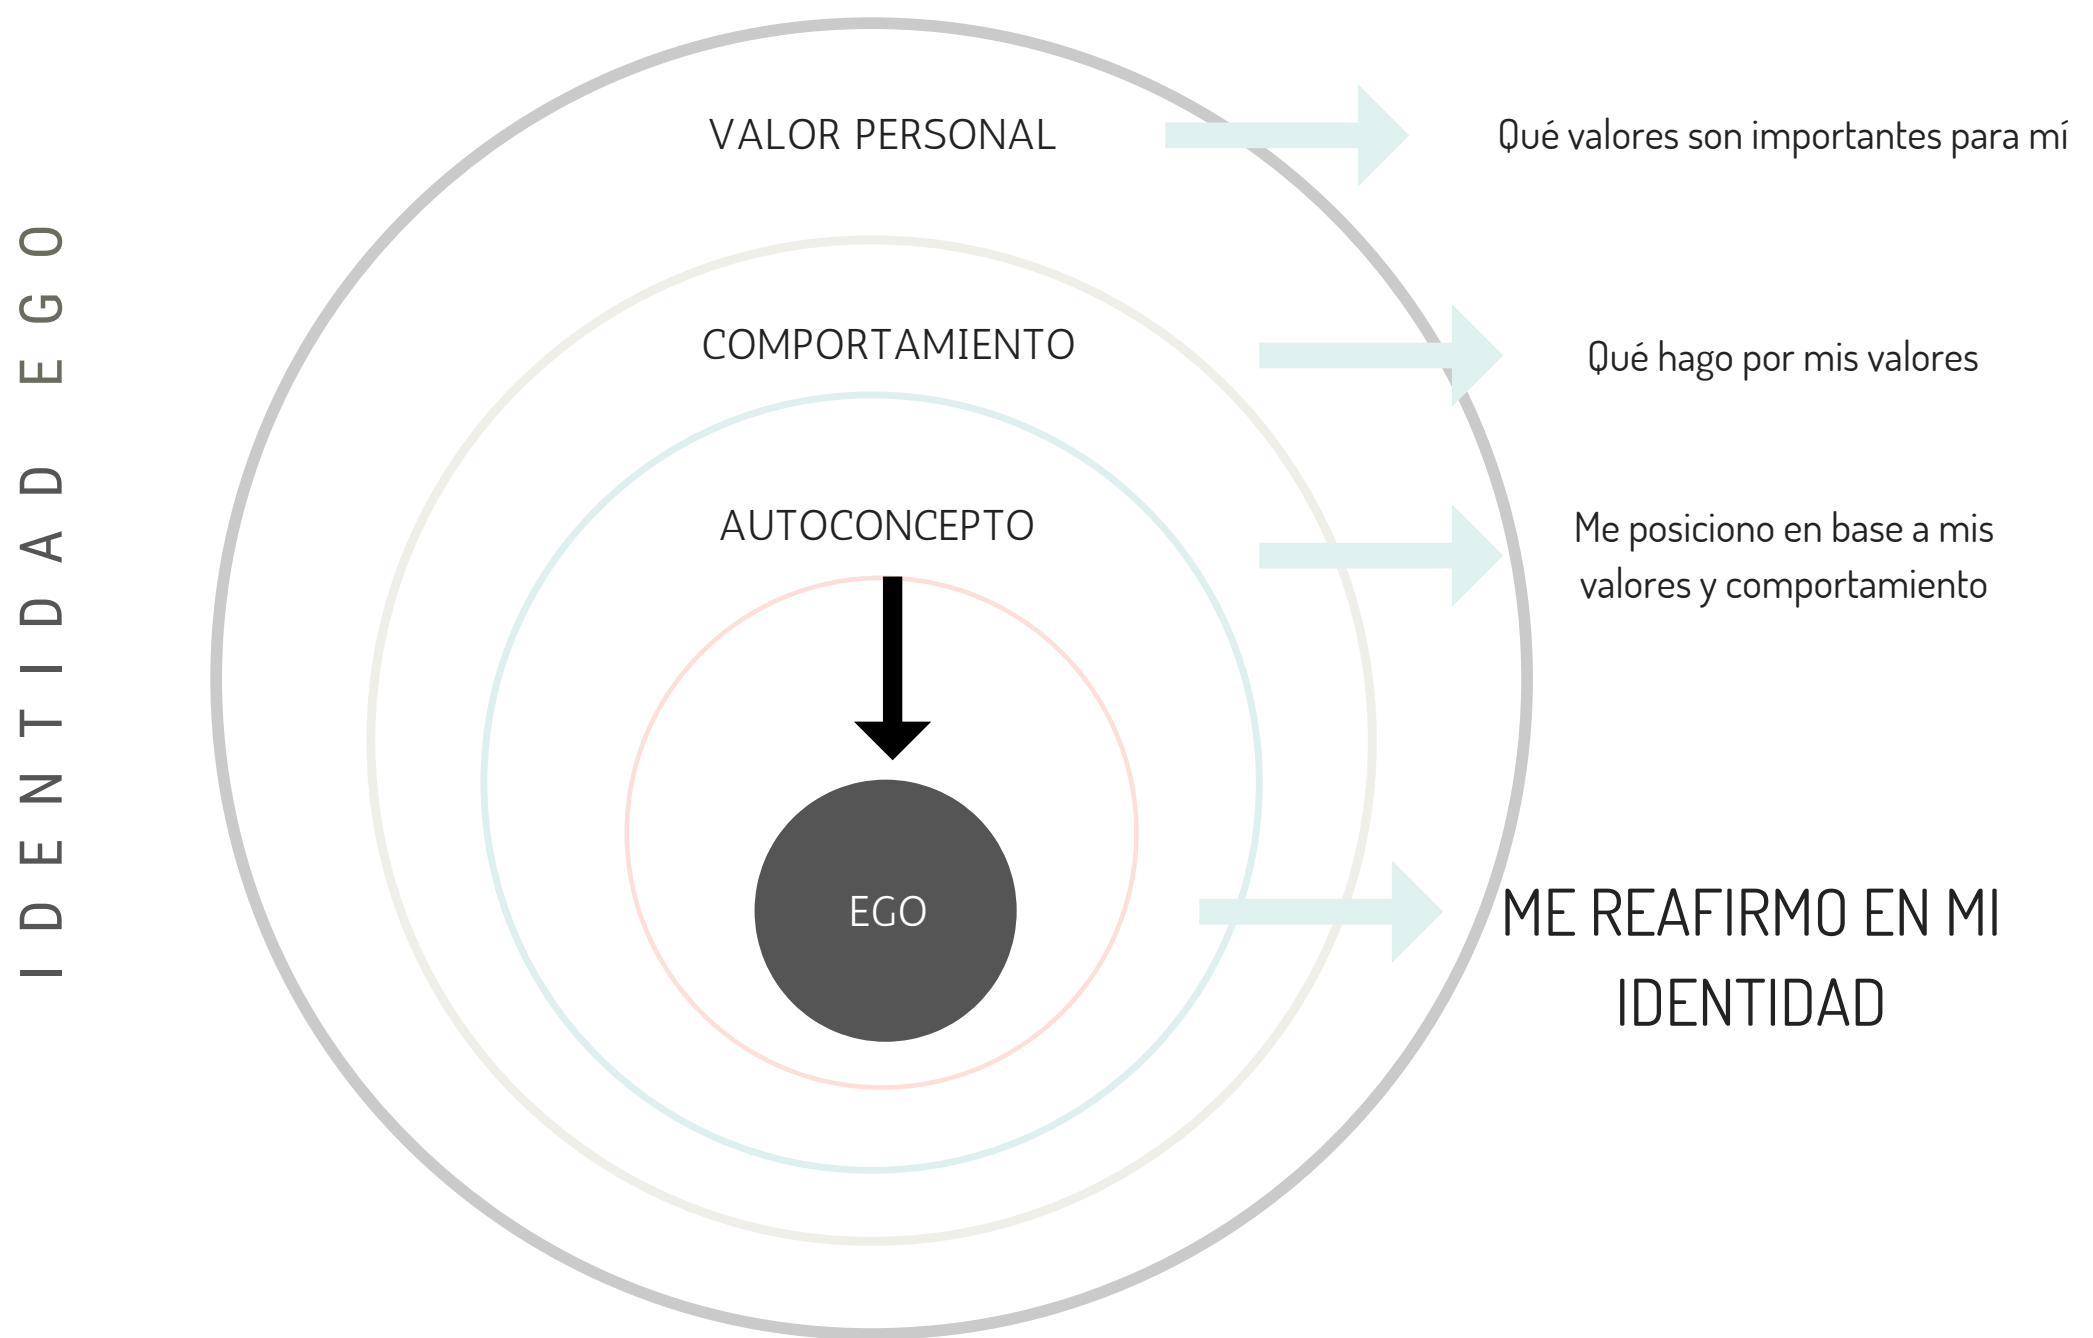 IDENTIDAD EGO
VALOR PERSONAL
Qué valores son importantes para mí
COMPORTAMIENTO
Qué hago por mis valores
AUTOCONCEPTO
Me posiciono en base a mis
valores y comportamiento
EGO
ME REAFIRMO EN MI
IDENTIDAD